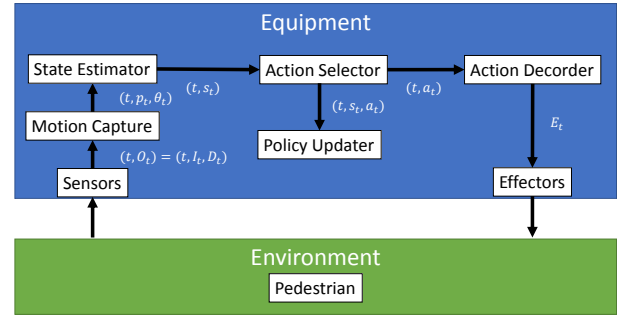 Equipment
State Estimator
(t, s_t)
Action Selector
(t, a_t)
Action Decorder
(t, p_t, θ_t)
(t, s_t, a_t)
Motion Capture
E_t
Policy Updater
(t, O_t) = (t, I_t, D_t)
Sensors
Effectors
Environment
Pedestrian